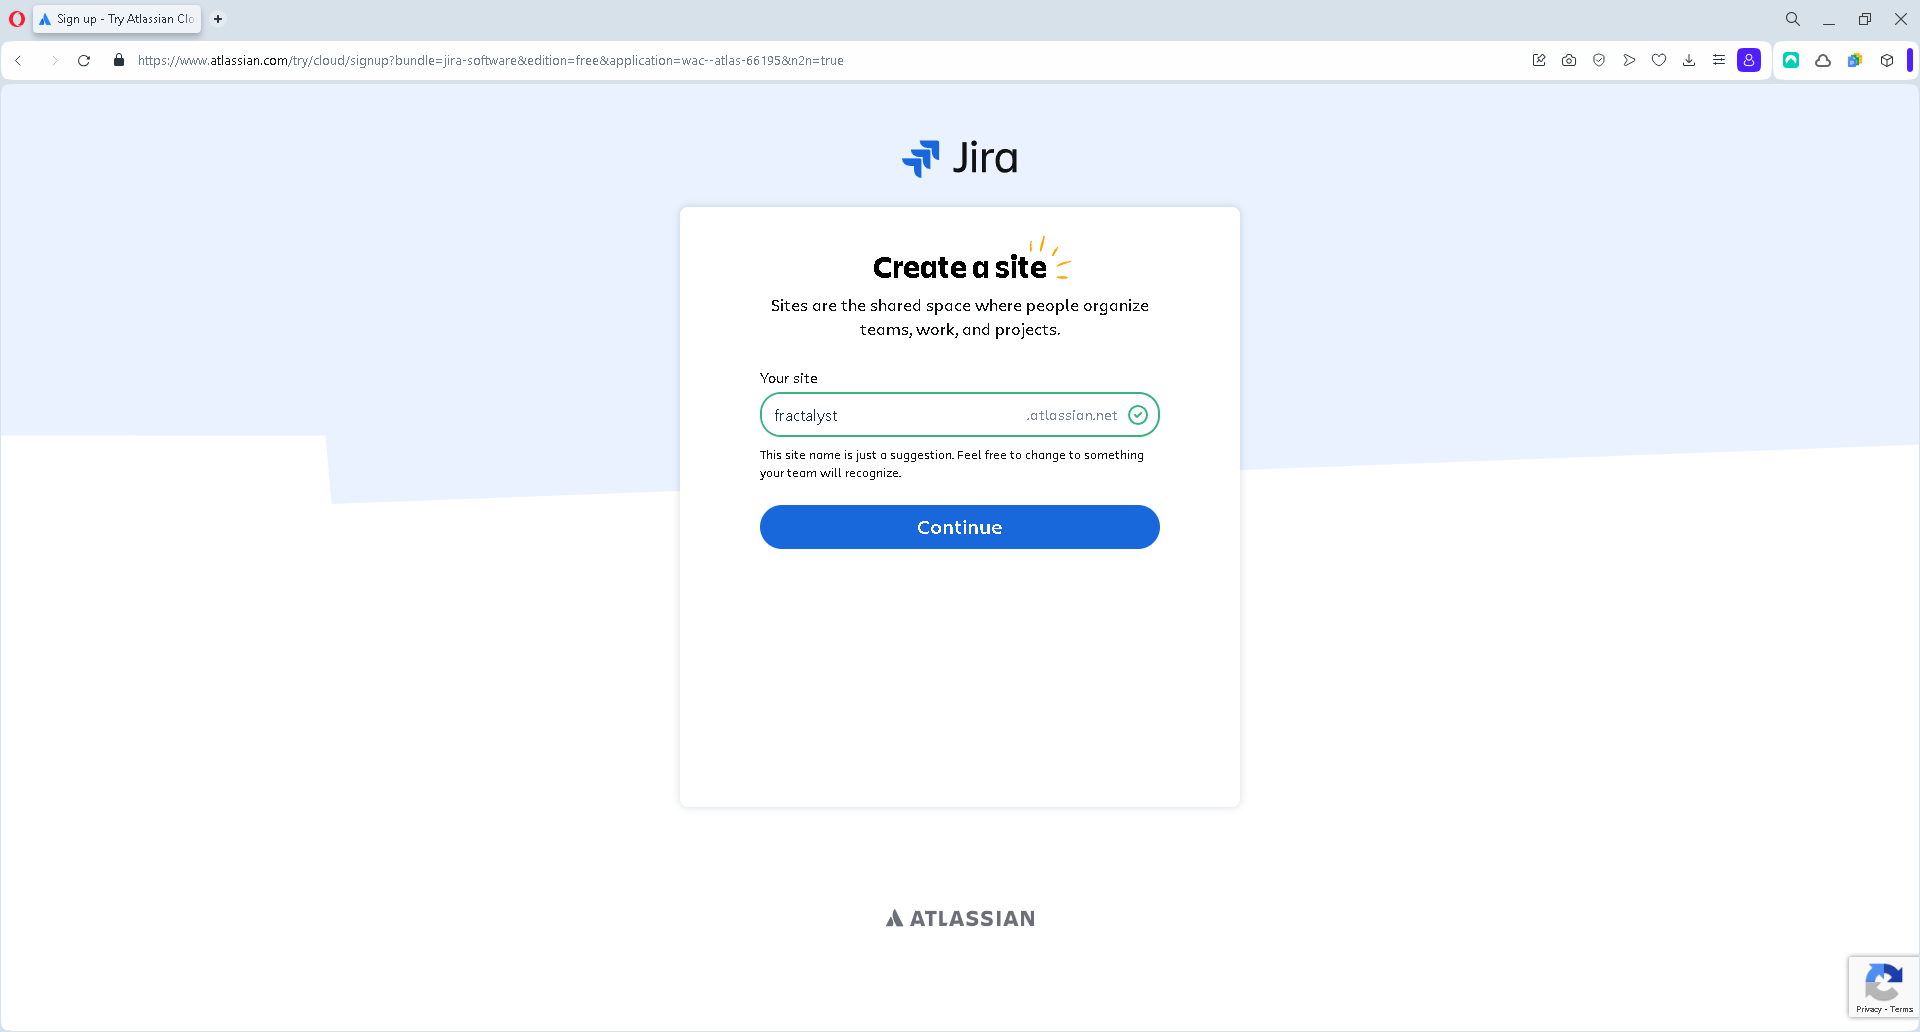 Sign up - Try Atlassian Clo
https://www.atlassian.com/try/cloud/signup?bundle=jira-software&edition=free&application=wac--atlas-66195&n2n=true
Jira
Create a site
Sites are the shared space where people organize
teams, work, and projects.
Your site
fractalyst .atlassian.net
This site name is just a suggestion. Feel free to change to something
your team will recognize.
Continue
ATLASSIAN
Privacy - Terms